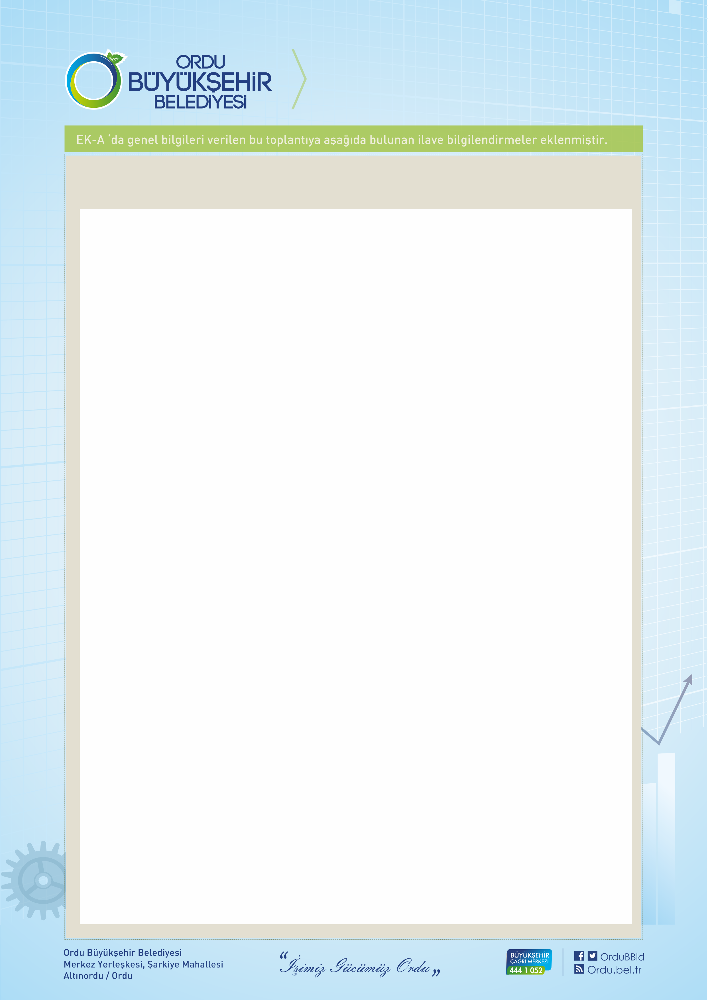 ORDU
BÜYÜKŞEHİR
BELEDİYESİ
EK-A ‘da genel bilgileri verilen bu toplantıya aşağıda bulunan ilave bilgilendirmeler eklenmiştir.
Ordu Büyükşehir Belediyesi
Merkez Yerleşkesi, Şarkiye Mahallesi
Altınordu / Ordu
“İşimiz Gücümüz Ordu„
BÜYÜKŞEHİR
ÇAĞRI MERKEZİ
444 1 052
OrduBBld
Ordu.bel.tr